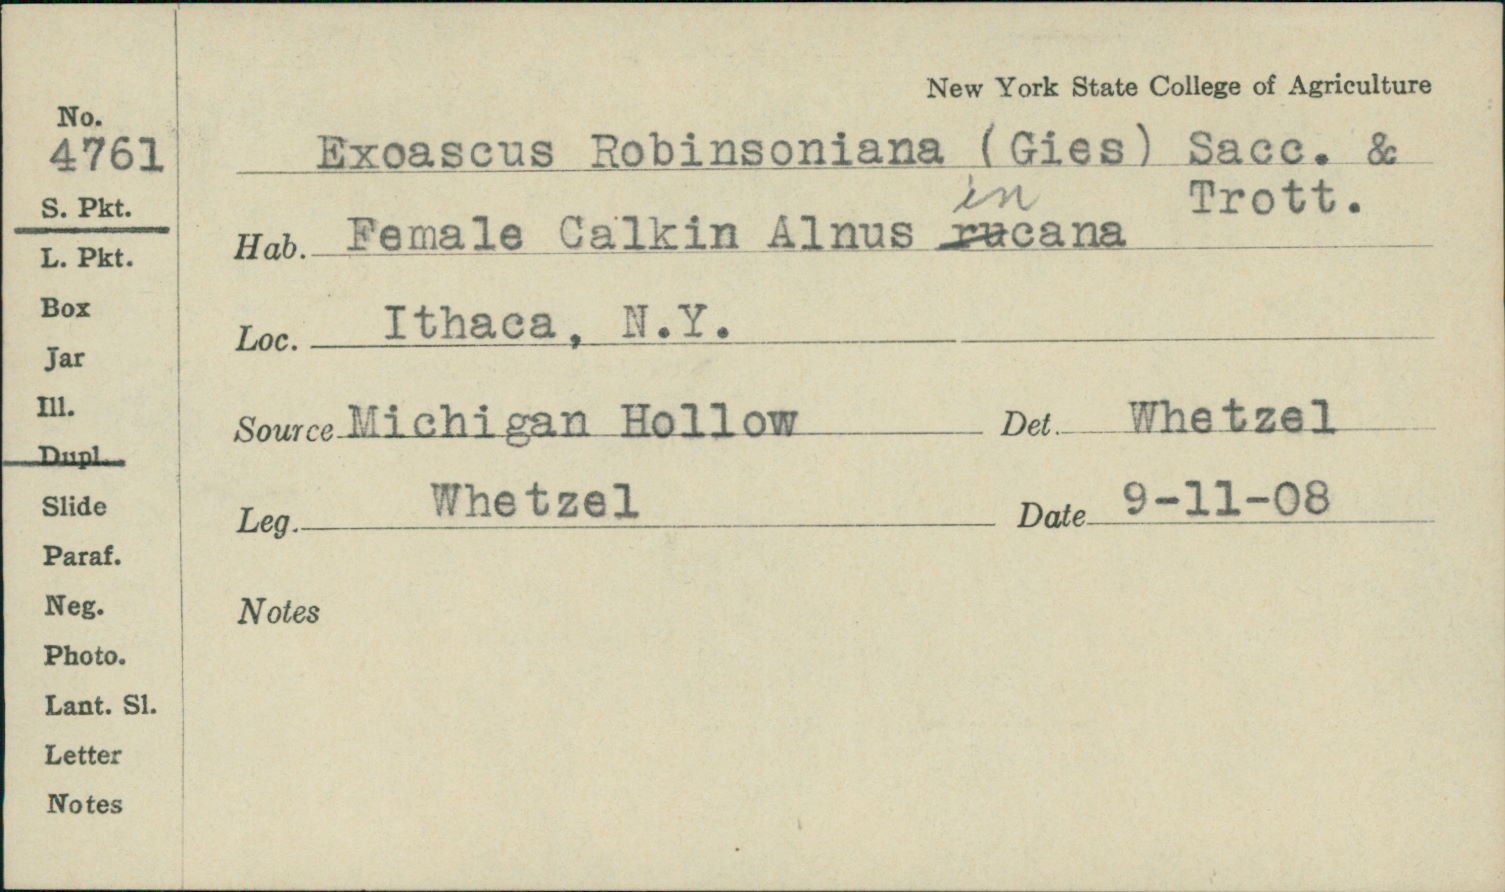 New York State College of Agriculture
No.
4761
Exoascus Robinsoniana (Gies) Sacc. &
Trott.
S. Pkt.
in
Hab. Female Calkin Alnus rucana
L. Pkt.
Box
Loc. Ithaca, N.Y.
Jar
Ill.
Source Michigan Hollow Det. Whetzel
Dupl.
Slide
Leg. Whetzel Date 9-11-08
Paraf.
Neg.
Notes
Photo.
Lant. Sl.
Letter
Notes